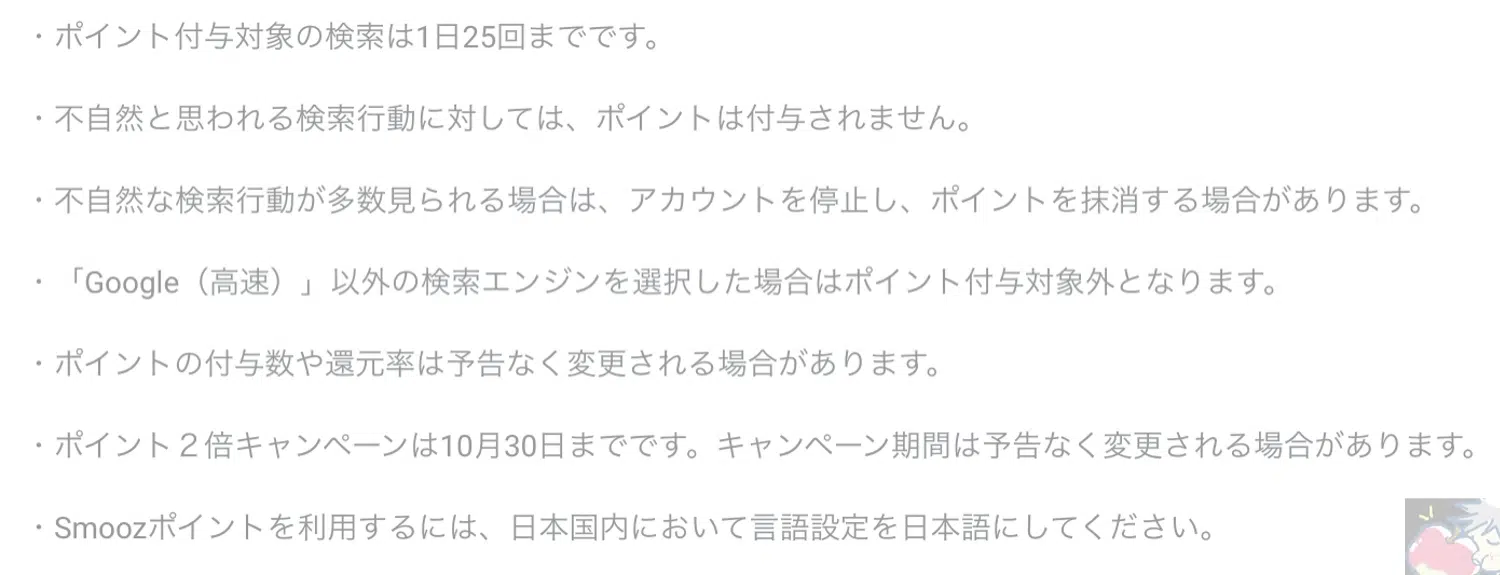 ・ポイント付与対象の検索は1日25回までです。
・不自然と思われる検索行動に対しては、ポイントは付与されません。
・不自然な検索行動が多数見られる場合は、アカウントを停止し、ポイントを抹消する場合があります。
・「Google（高速）」以外の検索エンジンを選択した場合はポイント付与対象外となります。
・ポイントの付与数や還元率は予告なく変更される場合があります。
・ポイント２倍キャンペーンは10月30日までです。キャンペーン期間は予告なく変更される場合があります。
・Smoozポイントを利用するには、日本国内において言語設定を日本語にしてください。